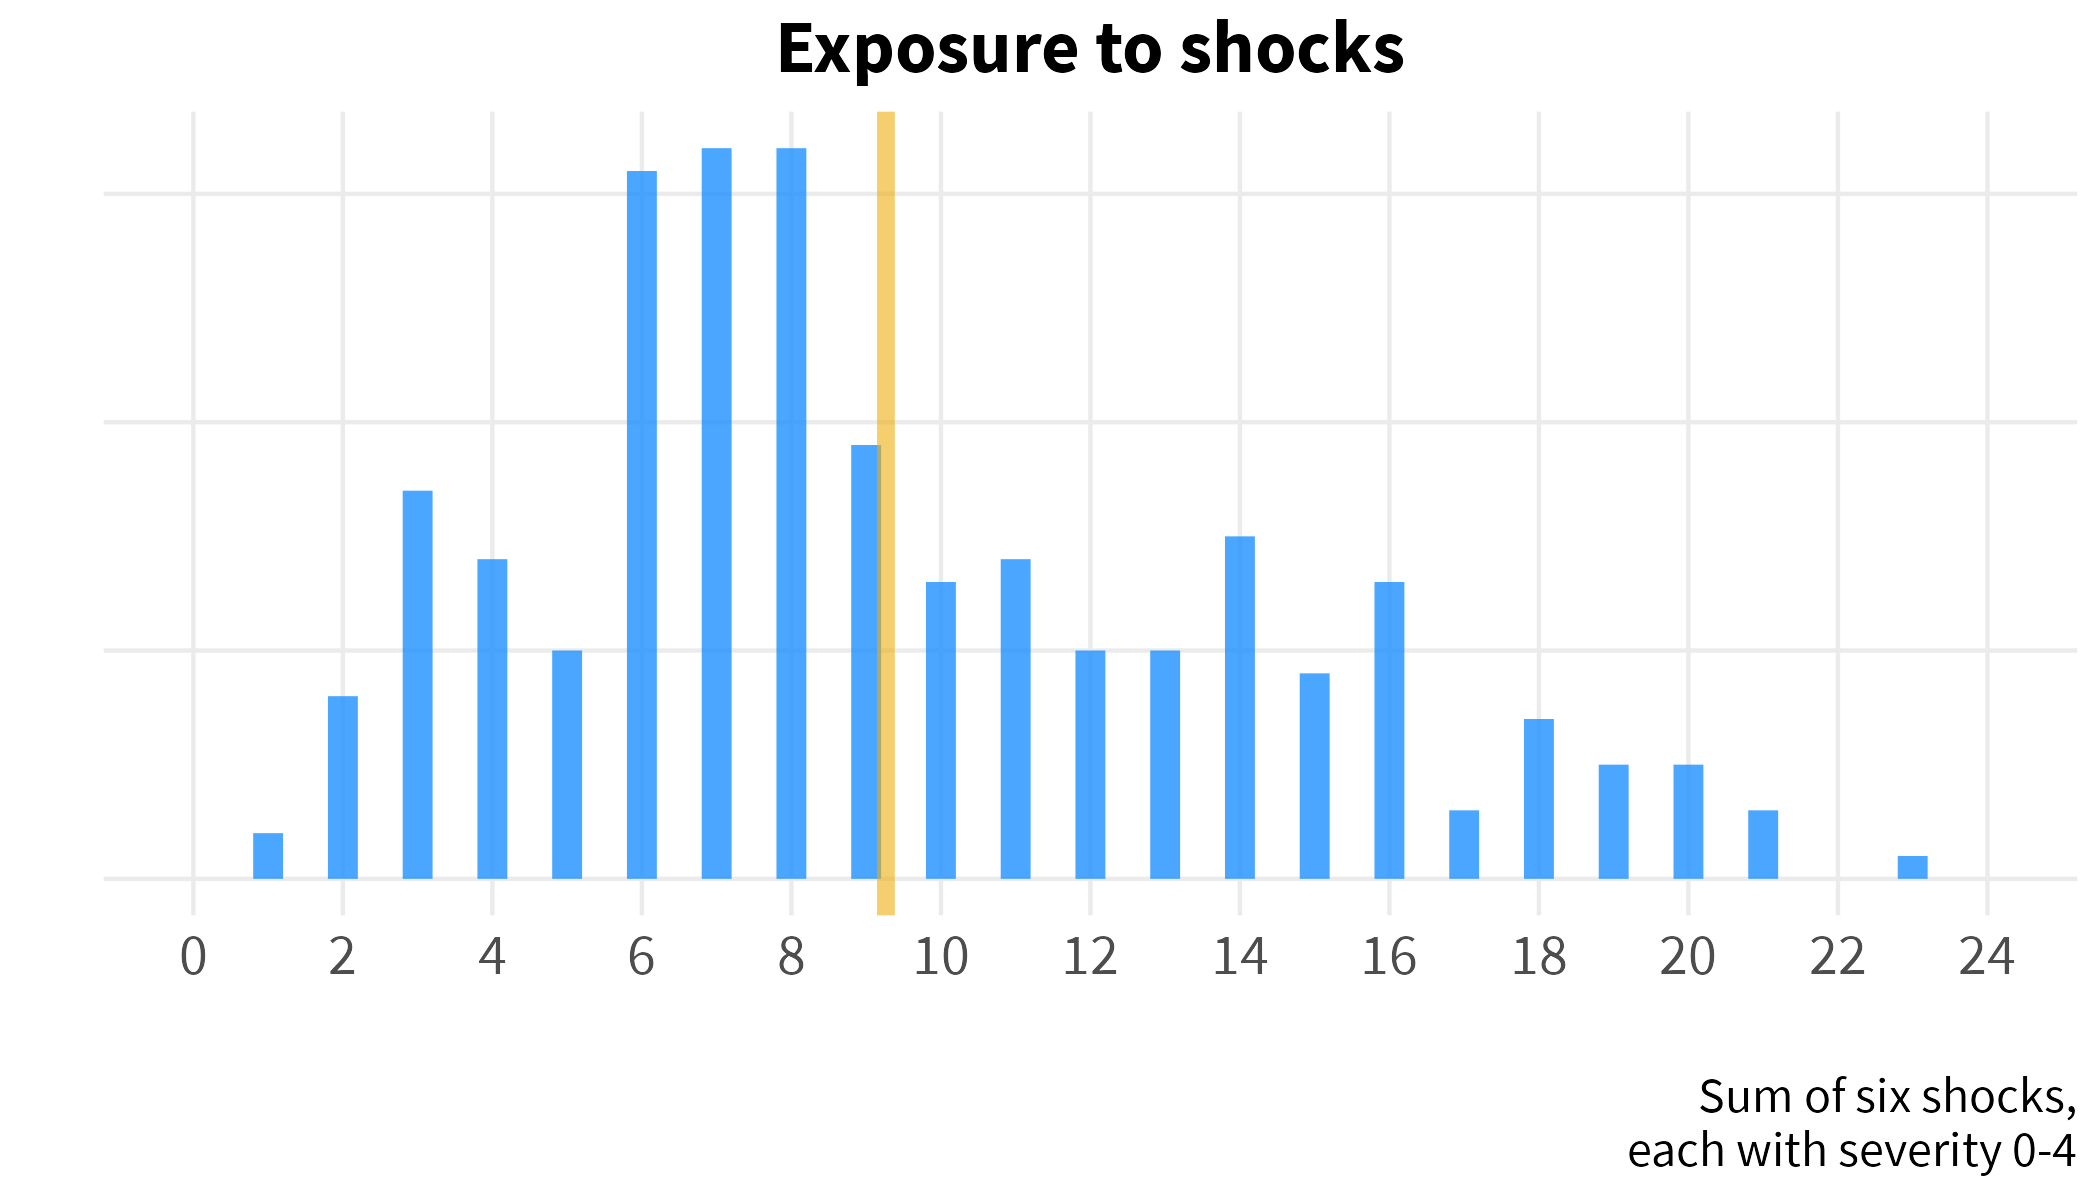 Exposure to shocks
0 2 4 6 8 10 12 14 16 18 20 22 24
Sum of six shocks,
each with severity 0-4